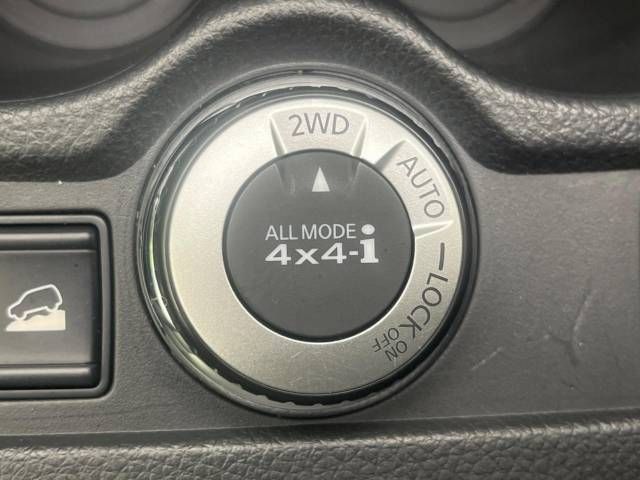 2WD
AUTO
LOCK
ON
OFF
ALL MODE
4x4-i